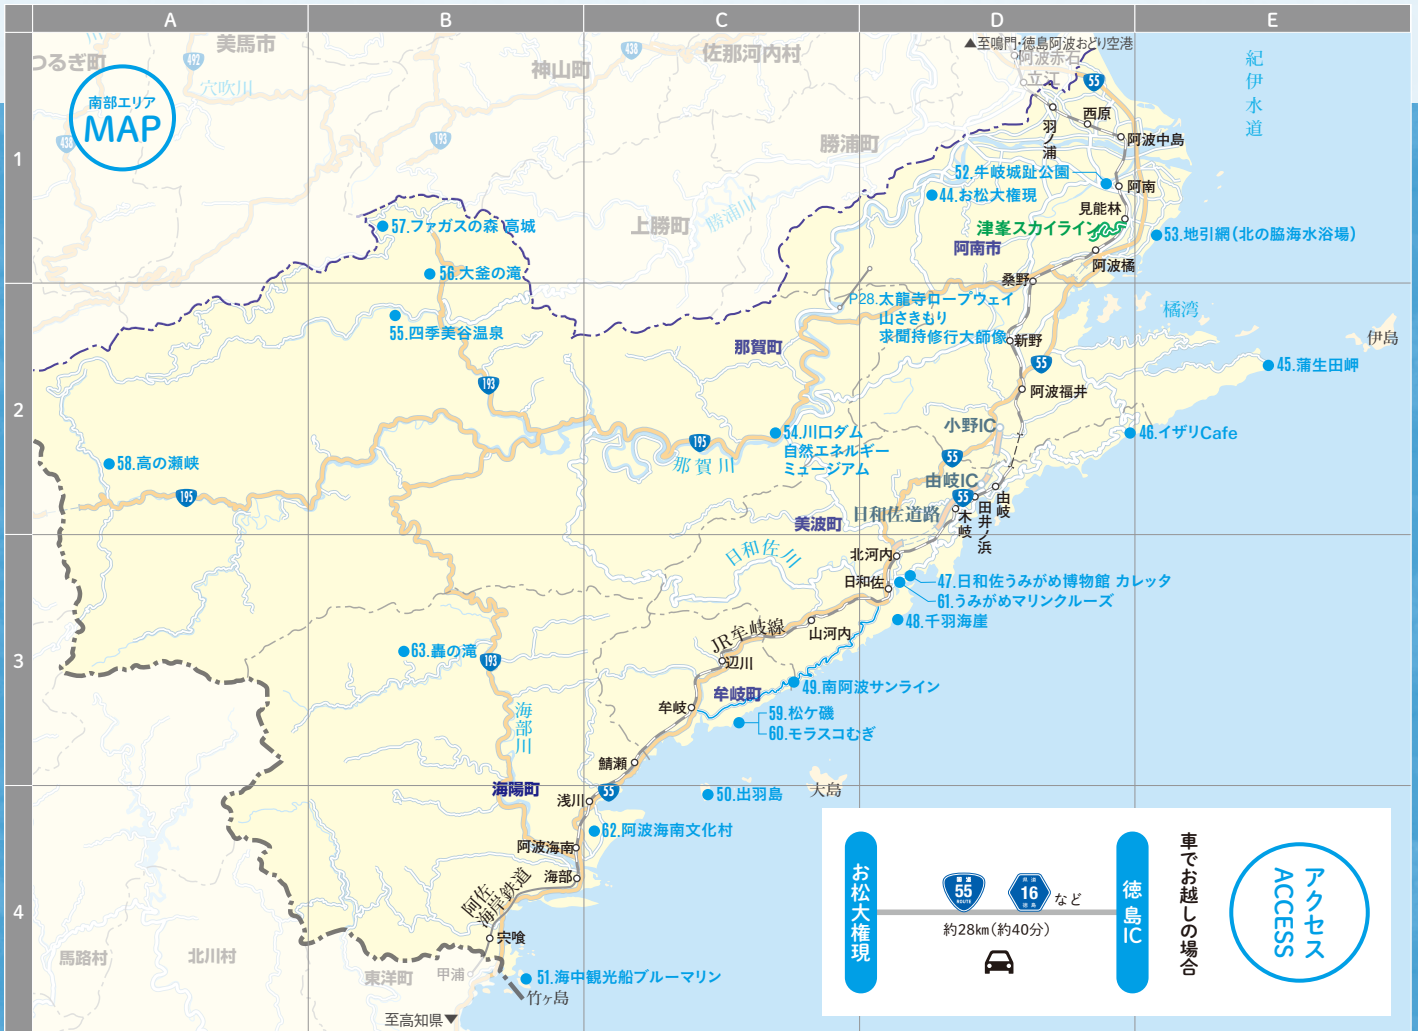 A
B
C
D
E
1
2
3
4
南部エリア
MAP
つるぎ町
美馬市
492
穴吹川
438
神山町
438
佐那河内村
193
勝浦町
上勝町
勝浦川
▲至鳴門・徳島阿波おどり空港
阿波赤石
立江
55
羽ノ浦
西原
阿波中島
紀伊水道
52.牛岐城趾公園
44.お松大権現
阿南
見能林
津峯スカイライン
阿南市
53.地引網(北の脇海水浴場)
阿波橘
桑野
57.ファガスの森 高城
56.大釜の滝
55.四季美谷温泉
P28.太龍寺ロープウェイ
山さきもり
求聞持修行大師像
那賀町
新野
橘湾
伊島
55
45.蒲生田岬
193
阿波福井
小野IC
46.イザリCafe
195
54.川口ダム
自然エネルギー
ミュージアム
那賀川
58.高の瀬峡
195
55
由岐IC
55
由岐
田井ノ浜
木岐
日和佐道路
美波町
日和佐川
北河内
日和佐
47.日和佐うみがめ博物館 カレッタ
61.うみがめマリンクルーズ
48.千羽海崖
JR牟岐線
山河内
辺川
63.轟の滝
193
49.南阿波サンライン
牟岐町
牟岐
59.松ケ磯
60.モラスコむぎ
海部川
鯖瀬
海陽町
浅川
55
50.出羽島
大島
62.阿波海南文化村
阿波海南
海部
阿佐
海岸鉄道
宍喰
馬路村
北川村
東洋町
甲浦
51.海中観光船ブルーマリン
竹ヶ島
至高知県▼
アクセス
ACCESS
車でお越しの場合
徳島IC
国道
55
ROUTE
県道
16
徳島
など
約28km(約40分)
お松大権現